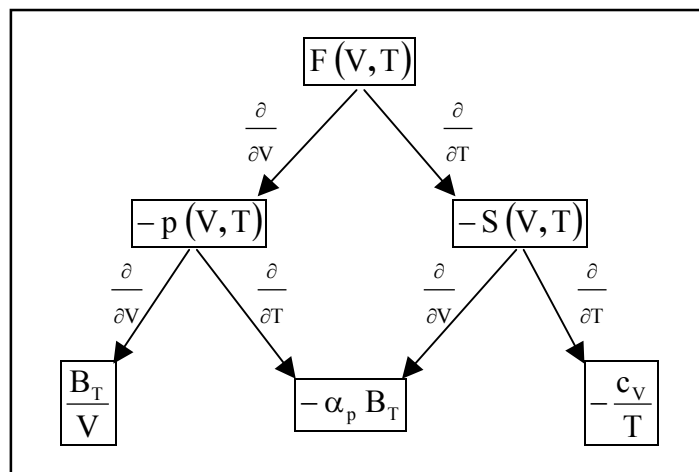 F (V, T)
∂/∂V ∂/∂T
− p (V, T) − S (V, T)
∂/∂V ∂/∂T ∂/∂V ∂/∂T
B_T/V − α_p B_T − c_V/T